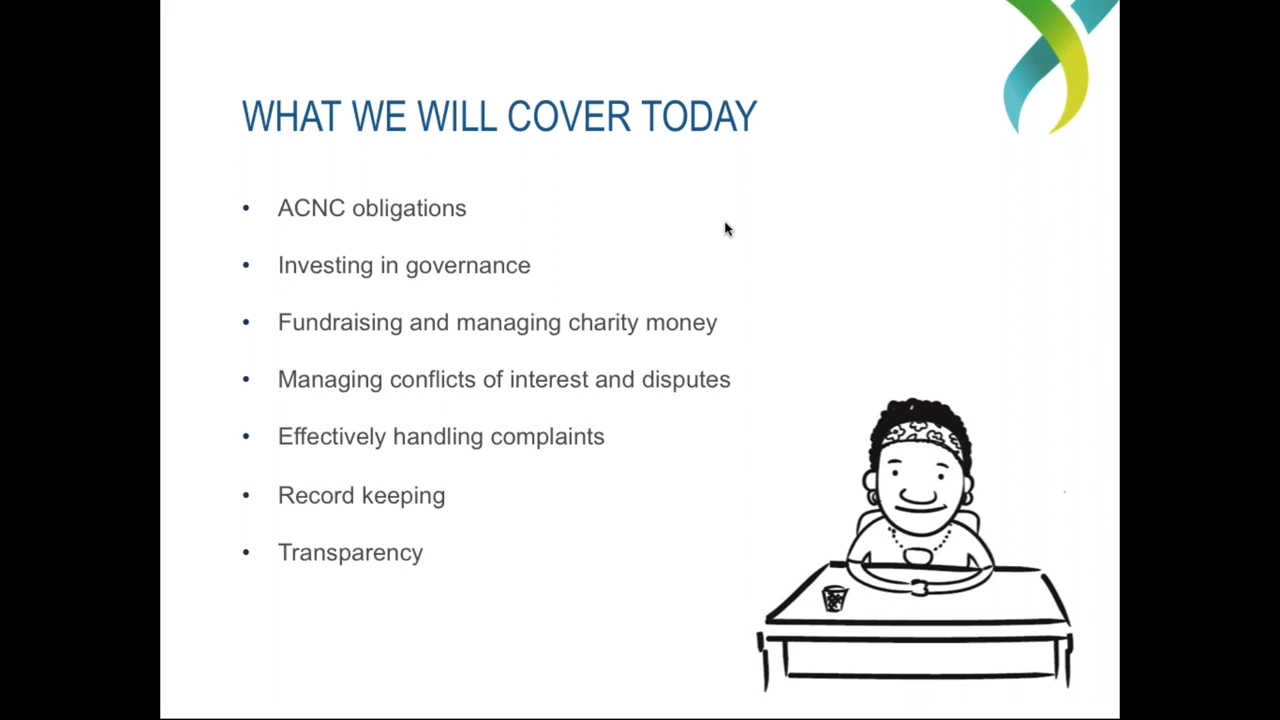 WHAT WE WILL COVER TODAY
• ACNC obligations
• Investing in governance
• Fundraising and managing charity money
• Managing conflicts of interest and disputes
• Effectively handling complaints
• Record keeping
• Transparency